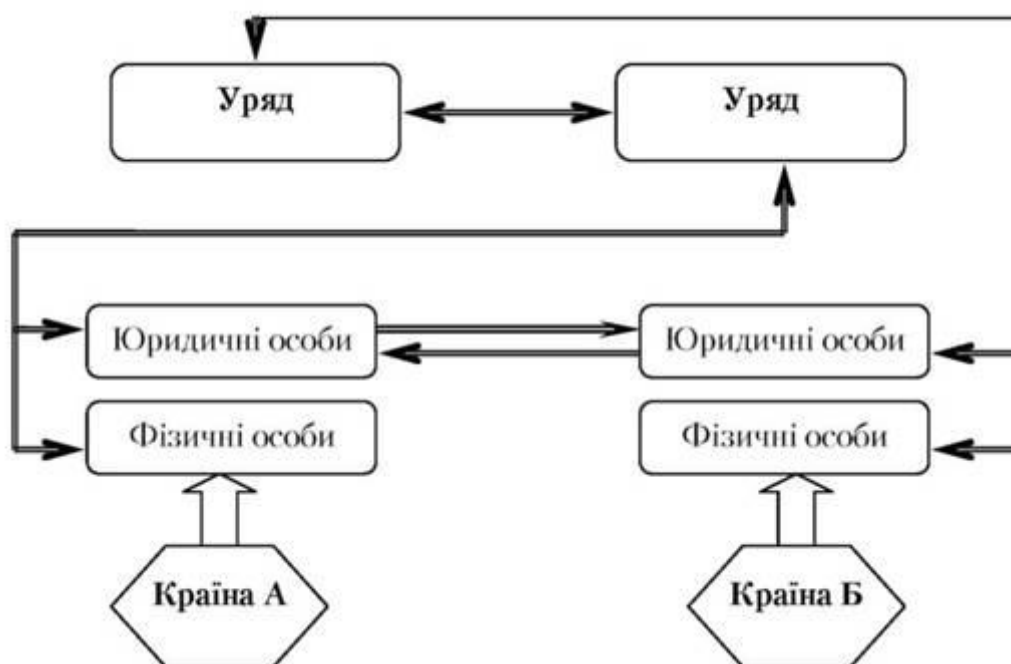 Уряд
Уряд
Юридичні особи
Юридичні особи
Фізичні особи
Фізичні особи
Країна А
Країна Б